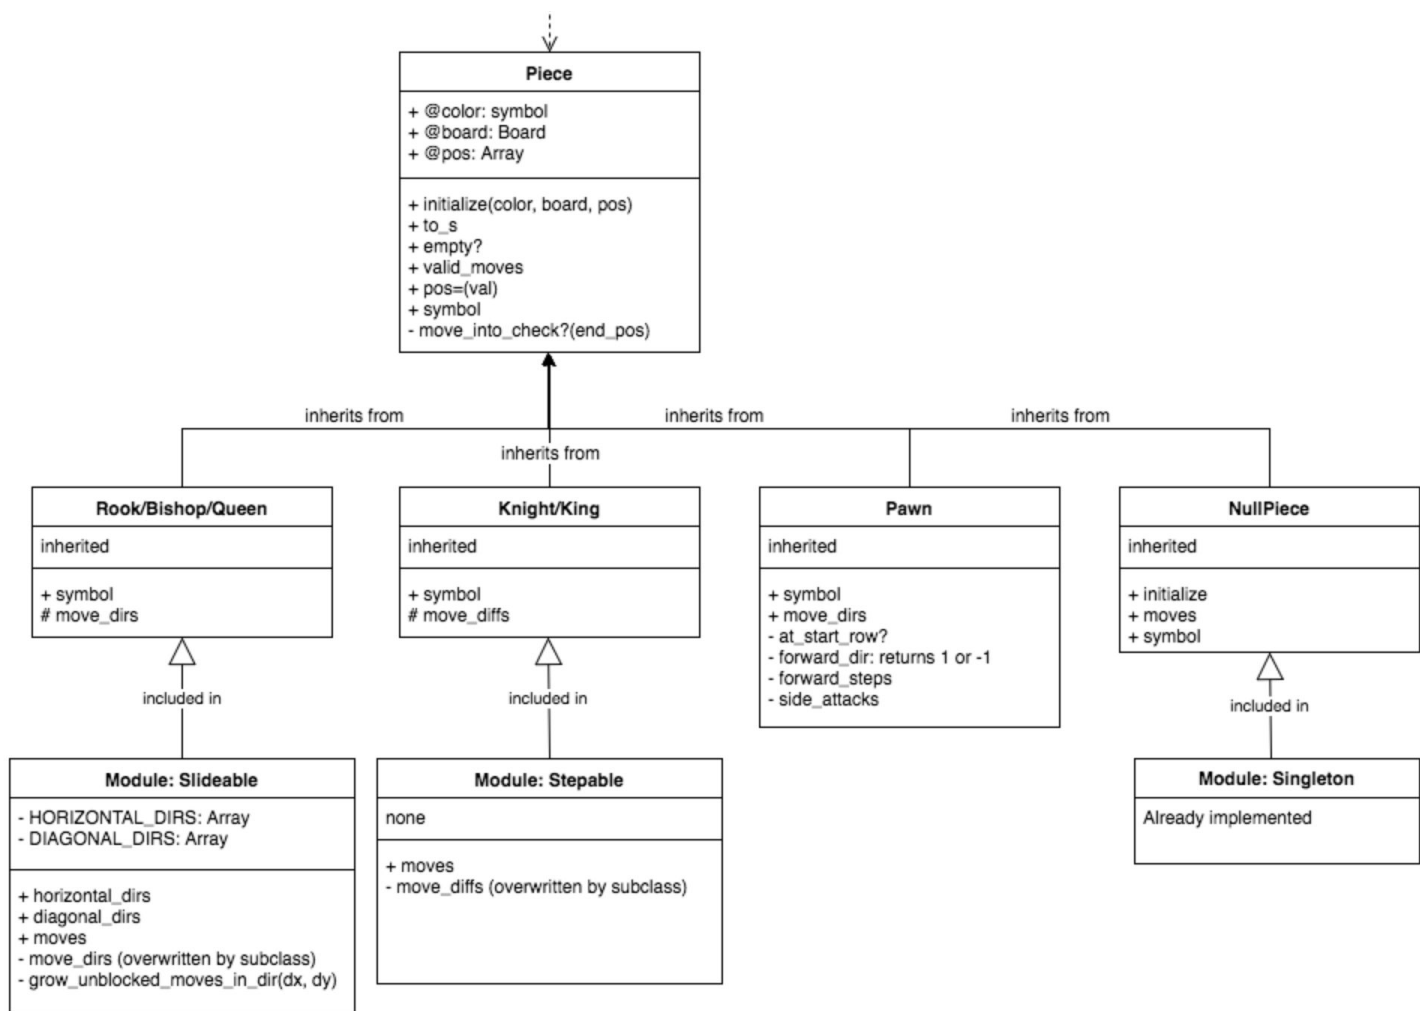 Piece
+ @color: symbol
+ @board: Board
+ @pos: Array
+ initialize(color, board, pos)
+ to_s
+ empty?
+ valid_moves
+ pos=(val)
+ symbol
- move_into_check?(end_pos)
inherits from
inherits from
inherits from
inherits from
Rook/Bishop/Queen
inherited
+ symbol
# move_dirs
Knight/King
inherited
+ symbol
# move_diffs
Pawn
inherited
+ symbol
+ move_dirs
- at_start_row?
- forward_dir: returns 1 or -1
- forward_steps
- side_attacks
NullPiece
inherited
+ initialize
+ moves
+ symbol
included in
included in
included in
Module: Slideable
- HORIZONTAL_DIRS: Array
- DIAGONAL_DIRS: Array
+ horizontal_dirs
+ diagonal_dirs
+ moves
- move_dirs (overwritten by subclass)
- grow_unblocked_moves_in_dir(dx, dy)
Module: Stepable
none
+ moves
- move_diffs (overwritten by subclass)
Module: Singleton
Already implemented